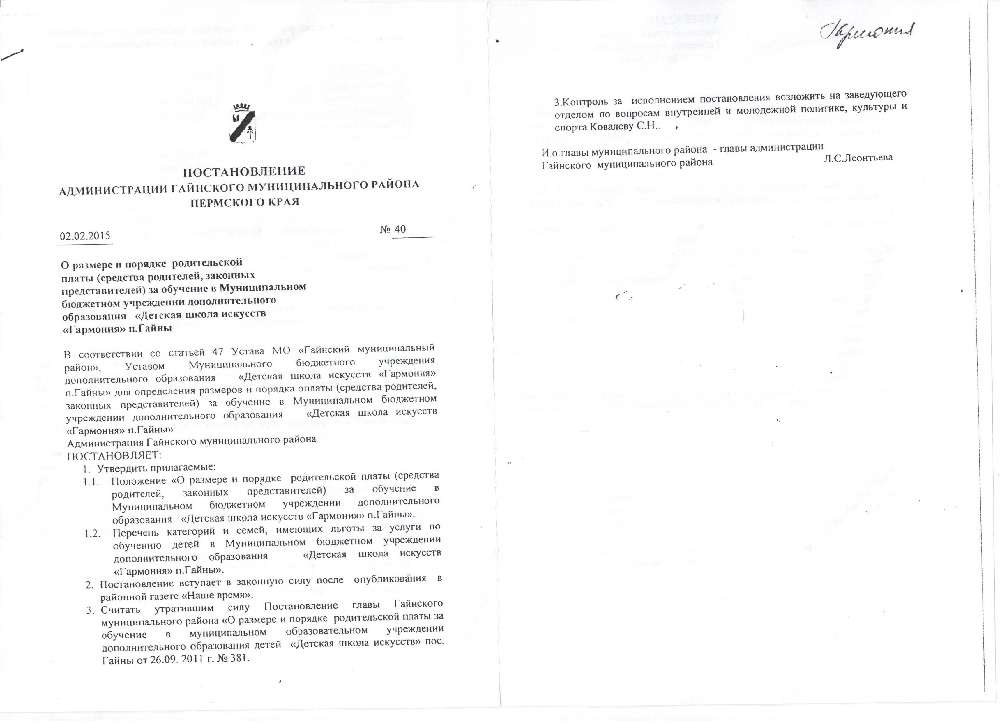 ПОСТАНОВЛЕНИЕ
АДМИНИСТРАЦИИ ГАЙНСКОГО МУНИЦИПАЛЬНОГО РАЙОНА
ПЕРМСКОГО КРАЯ
02.02.2015 № 40
О размере и порядке родительской
платы (средства родителей, законных
представителей) за обучение в Муниципальном
бюджетном учреждении дополнительного
образования «Детская школа искусств
«Гармония» п.Гайны
В соответствии со статьей 47 Устава МО «Гайнский муниципальный
район», Уставом Муниципального бюджетного учреждения
дополнительного образования «Детская школа искусств «Гармония»
п.Гайны» для определения размеров и порядка оплаты (средства родителей,
законных представителей) за обучение в Муниципальном бюджетном
учреждении дополнительного образования «Детская школа искусств
«Гармония» п.Гайны»
Администрация Гайнского муниципального района
ПОСТАНОВЛЯЕТ:
1. Утвердить прилагаемые:
1.1. Положение «О размере и порядке родительской платы (средства
родителей, законных представителей) за обучение в
Муниципальном бюджетном учреждении дополнительного
образования «Детская школа искусств «Гармония» п.Гайны».
1.2. Перечень категорий и семей, имеющих льготы за услуги по
обучению детей в Муниципальном бюджетном учреждении
дополнительного образования «Детская школа искусств
«Гармония» п.Гайны».
2. Постановление вступает в законную силу после опубликования в
районной газете «Наше время».
3. Считать утратившим силу Постановление главы Гайнского
муниципального района «О размере и порядке родительской платы за
обучение в муниципальном образовательном учреждении
дополнительного образования детей «Детская школа искусств» пос.
Гайны от 26.09. 2011 г. № 381.
Гармония
3.Контроль за исполнением постановления возложить на заведующего
отделом по вопросам внутренней и молодежной политике, культуры и
спорта Ковалеву С.Н..
И.о.главы муниципального района - главы администрации
Гайнского муниципального района Л.С.Леонтьева